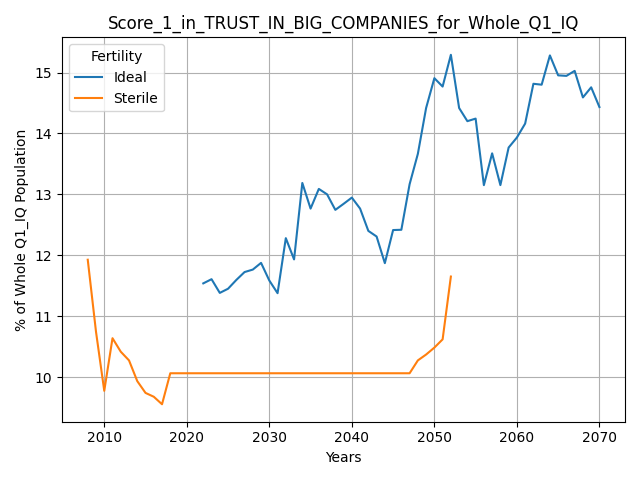 Score_1_in_TRUST_IN_BIG_COMPANIES_for_Whole_Q1_IQ
Fertility
Ideal
Sterile
% of Whole Q1_IQ Population
15
14
13
12
11
10
2010 2020 2030 2040 2050 2060 2070
Years